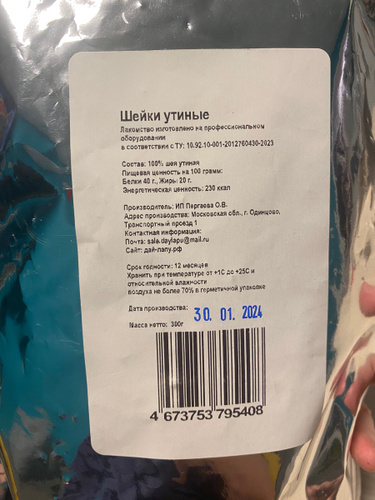 Шейки утиные
Лакомство изготовлено на профессиональном
оборудовании
в соответствии с ТУ: 10.92.10-001-2012760430-2023
Состав: 100% шея утиная
Пищевая ценность на 100 грамм:
Белки 40 г., Жиры: 20 г.
Энергетическая ценность: 230 ккал
Производитель: ИП Пергаева О.В.
Адрес производства: Московская обл., г. Одинцово,
Транспортный проезд 1
Контактная информация:
Почта: sale.daylapu@mail.ru
Сайт: дай-лапу.рф
Срок годности: 12 месяцев
Хранить при температуре от +1С до +25С и
относительной влажности
воздуха не более 70% в герметичной упаковке
Дата производства: 30. 01. 2024
Масса нетто: 300г
4 673753 795408